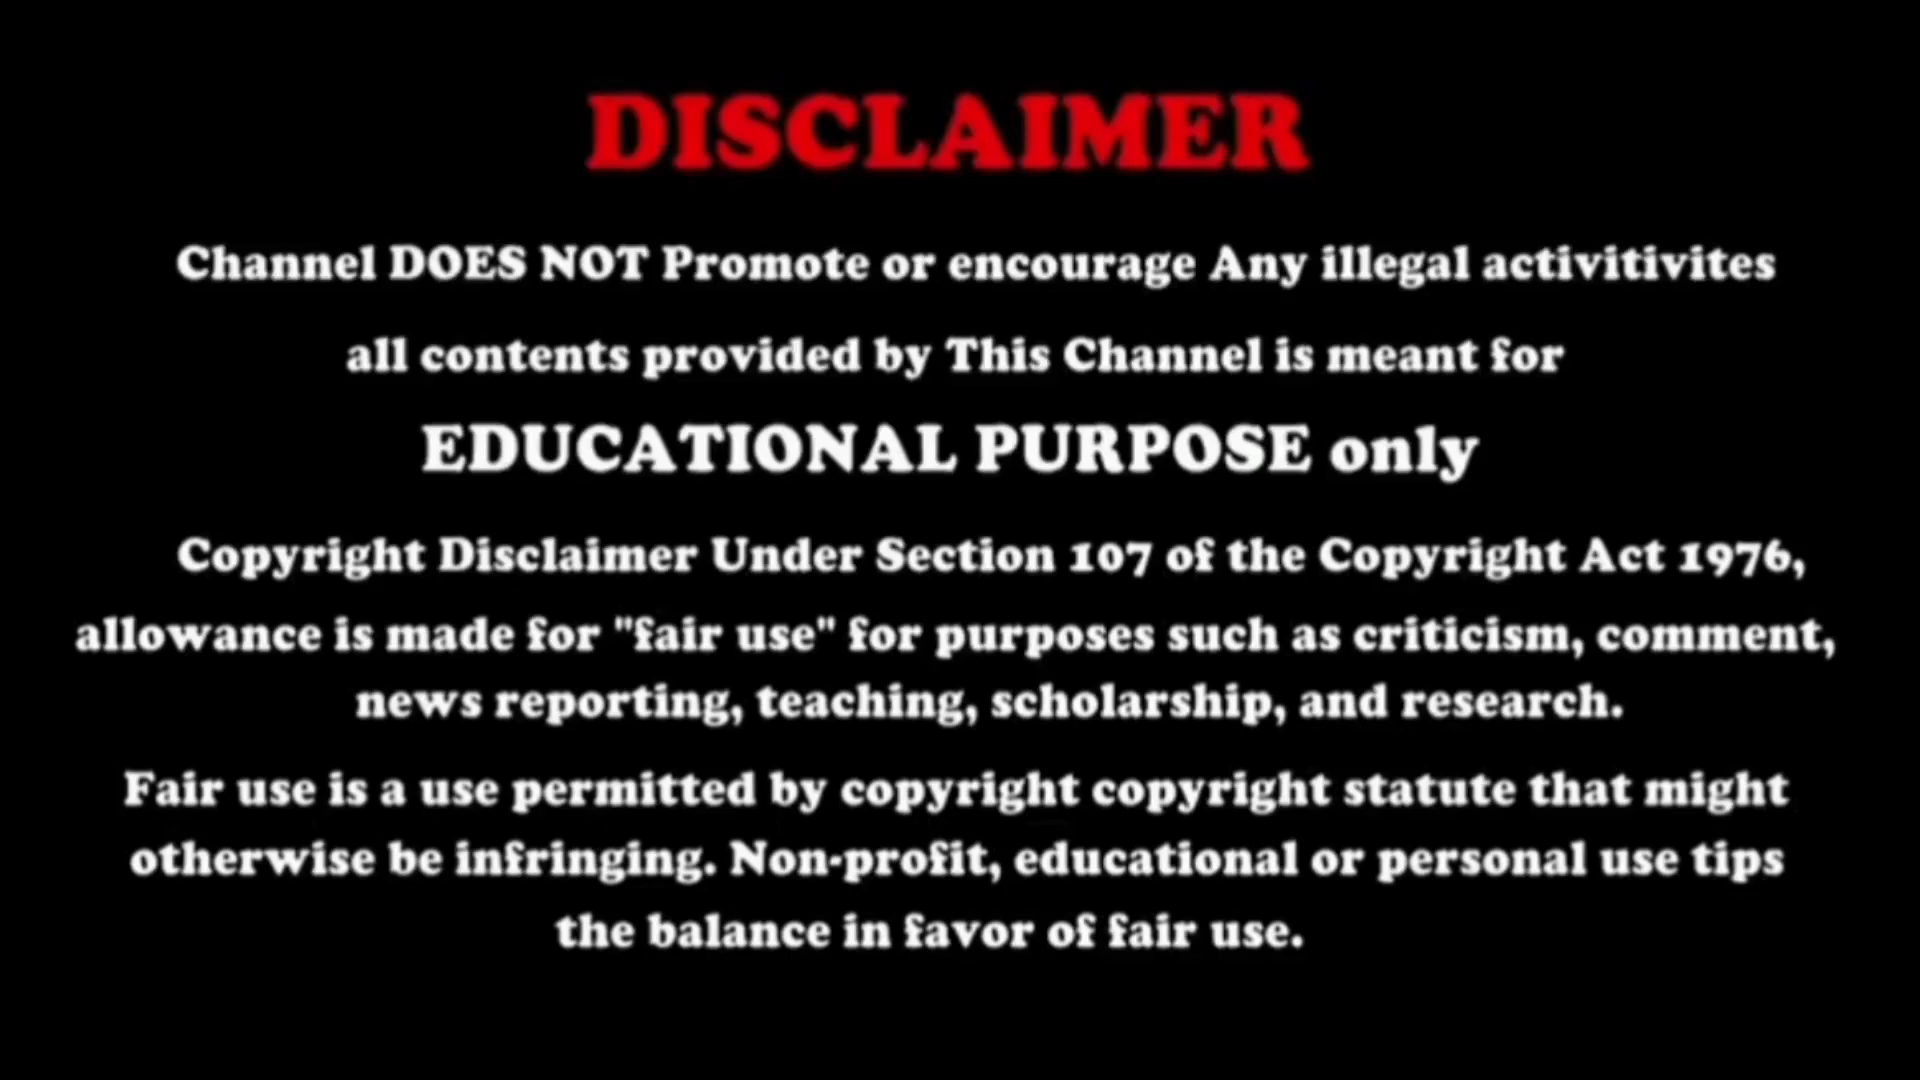 DISCLAIMER
Channel DOES NOT Promote or encourage Any illegal activitivites
all contents provided by This Channel is meant for
EDUCATIONAL PURPOSE only
Copyright Disclaimer Under Section 107 of the Copyright Act 1976,
allowance is made for "fair use" for purposes such as criticism, comment,
news reporting, teaching, scholarship, and research.
Fair use is a use permitted by copyright copyright statute that might
otherwise be infringing. Non-profit, educational or personal use tips
the balance in favor of fair use.